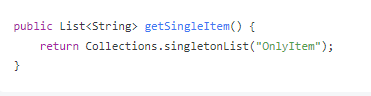 public List<String> getSingleItem() {
    return Collections.singletonList("OnlyItem");
}